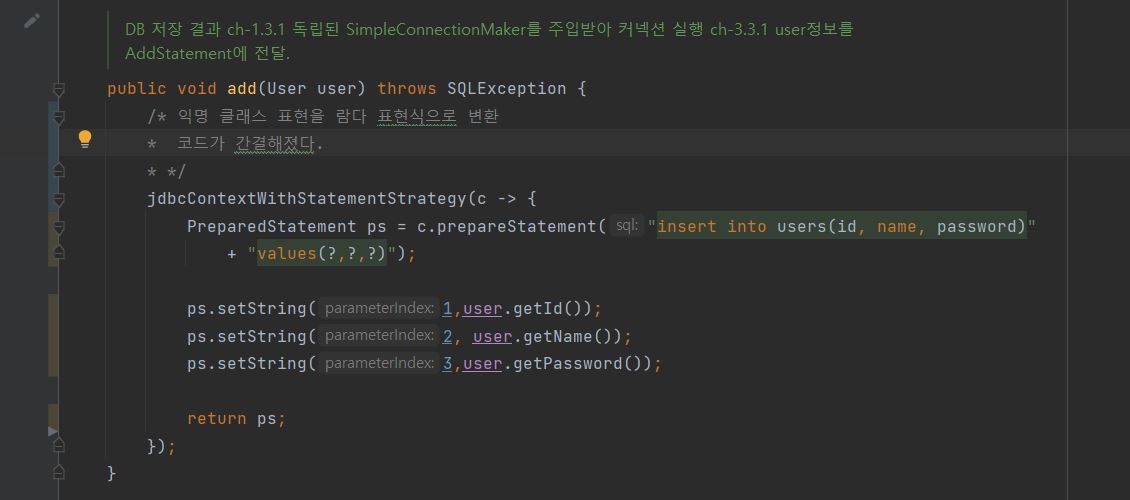 DB 저장 결과 ch-1.3.1 독립된 SimpleConnectionMaker를 주입받아 커넥션 실행 ch-3.3.1 user정보를
AddStatement에 전달.
public void add(User user) throws SQLException {
/* 익명 클래스 표현을 람다 표현식으로 변환
* 코드가 간결해졌다.
* */
jdbcContextWithStatementStrategy(c -> {
PreparedStatement ps = c.prepareStatement( sql: "insert into users(id, name, password)"
+ "values(?,?,?)");
ps.setString( parameterIndex: 1,user.getId());
ps.setString( parameterIndex: 2, user.getName());
ps.setString( parameterIndex: 3,user.getPassword());
return ps;
});
}